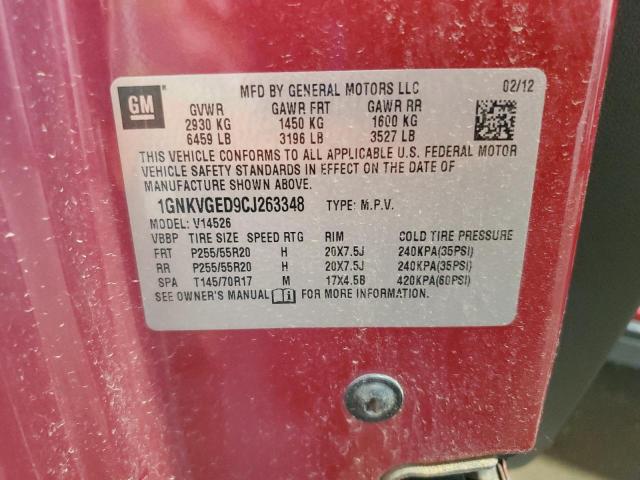 GM
MFD BY GENERAL MOTORS LLC 02/12
GVWR GAWR FRT GAWR RR
2930 KG 1450 KG 1600 KG
6459 LB 3196 LB 3527 LB
THIS VEHICLE CONFORMS TO ALL APPLICABLE U.S. FEDERAL MOTOR
VEHICLE SAFETY STANDARDS IN EFFECT ON THE DATE OF
MANUFACTURE SHOWN ABOVE.
1GNKVGED9CJ263348 TYPE: M.P.V.
MODEL: V14526
VBBP TIRE SIZE SPEED RTG RIM COLD TIRE PRESSURE
FRT P255/55R20 H 20X7.5J 240KPA(35PSI)
RR P255/55R20 H 20X7.5J 240KPA(35PSI)
SPA T145/70R17 M 17X4.5B 420KPA(60PSI)
SEE OWNER'S MANUAL FOR MORE INFORMATION.